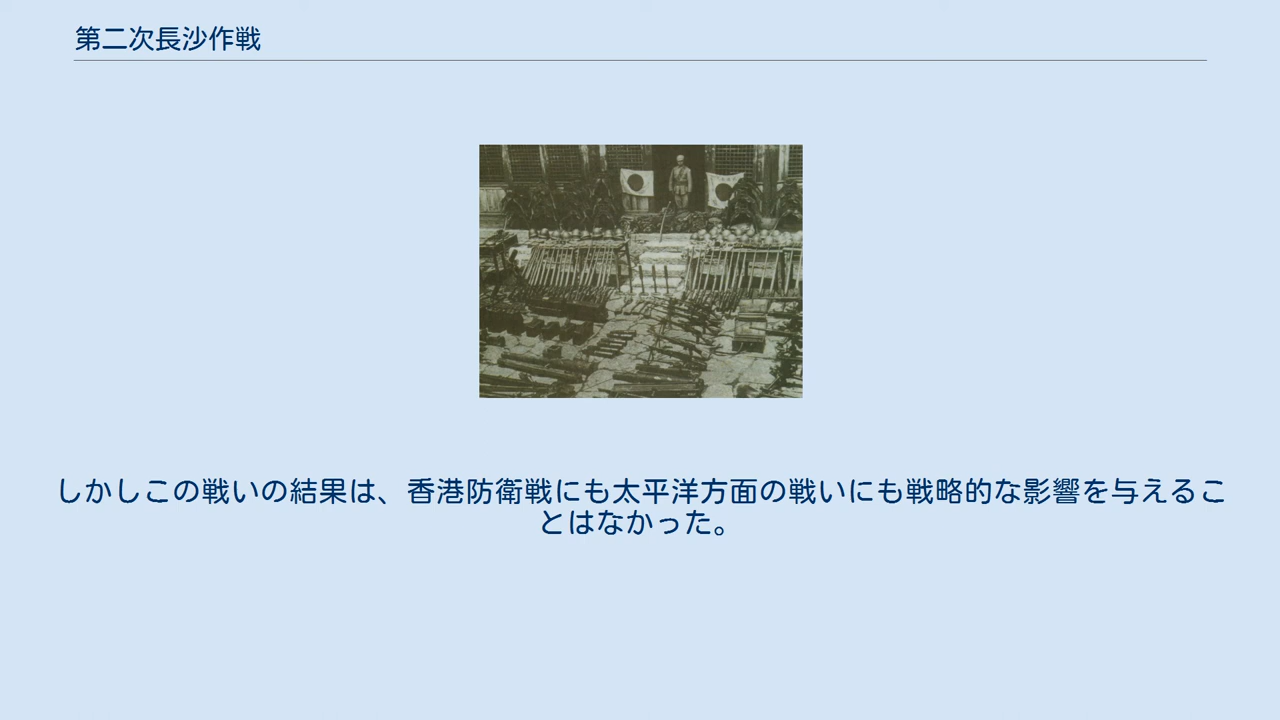 第二次長沙作戦
しかしこの戦いの結果は、香港防衛戦にも太平洋方面の戦いにも戦略的な影響を与えるこ
とはなかった。